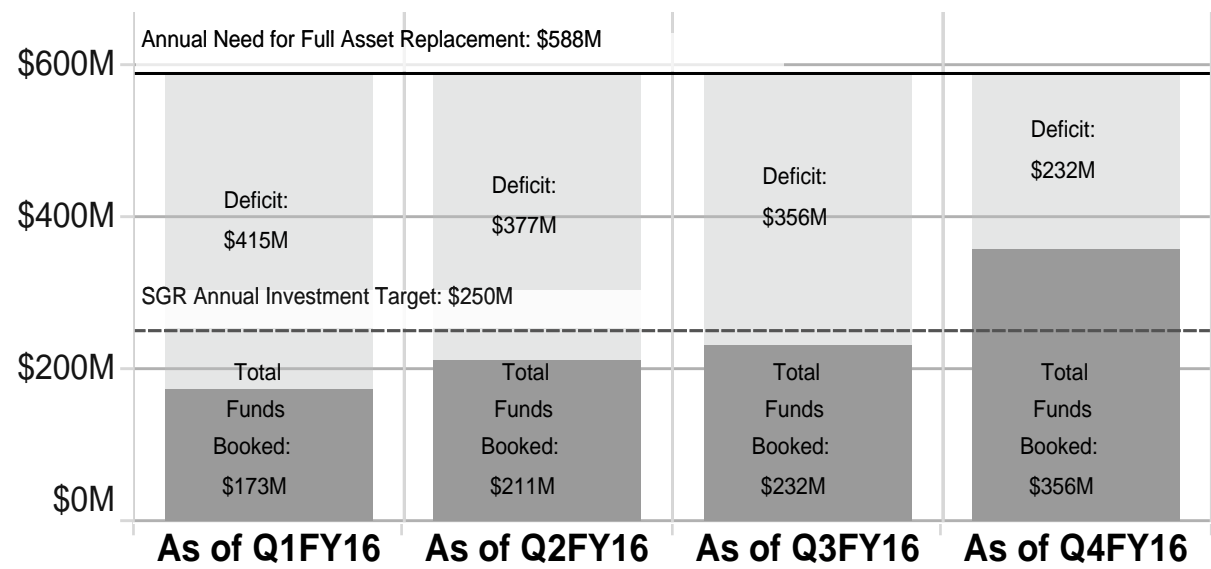 Annual Need for Full Asset Replacement: $588M
$600M
Deficit:
$232M
Deficit:
$356M
Deficit:
$377M
Deficit:
$415M
$400M
SGR Annual Investment Target: $250M
$200M
Total
Funds
Booked:
$173M
Total
Funds
Booked:
$211M
Total
Funds
Booked:
$232M
Total
Funds
Booked:
$356M
$0M
As of Q1FY16
As of Q2FY16
As of Q3FY16
As of Q4FY16